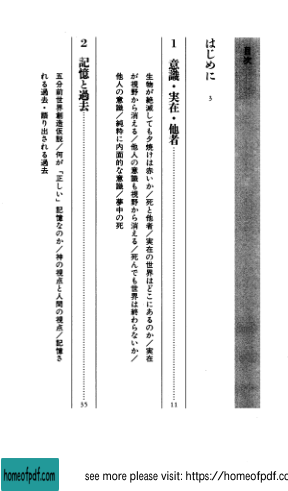 目次
はじめに 3
1 意識・実在・他者 11
生物が絶滅しても夕焼けは赤いか／死と他者／実在の世界はどこにあるのか／実在
が視野から消える／他人の意識も視野から消える／死んでも世界は終わらないか／
他人の意識／純粋に内面的な意識／夢中の死
2 記憶と過去 35
五分前世界創造仮説／何が「正しい」記憶なのか／神の視点と人間の視点／記憶さ
れる過去・語り出される過去
homeofpdf.com
see more please visit: https://homeofpdf.com